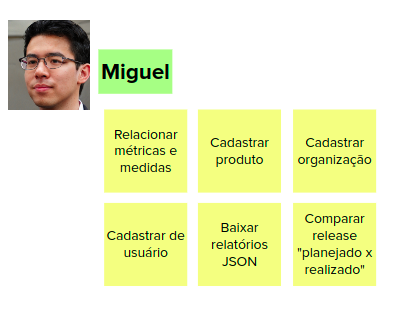 Miguel
Relacionar
métricas e
medidas
Cadastrar
produto
Cadastrar
organização
Cadastrar de
usuário
Baixar
relatórios
JSON
Comparar
release
"planejado x
realizado"